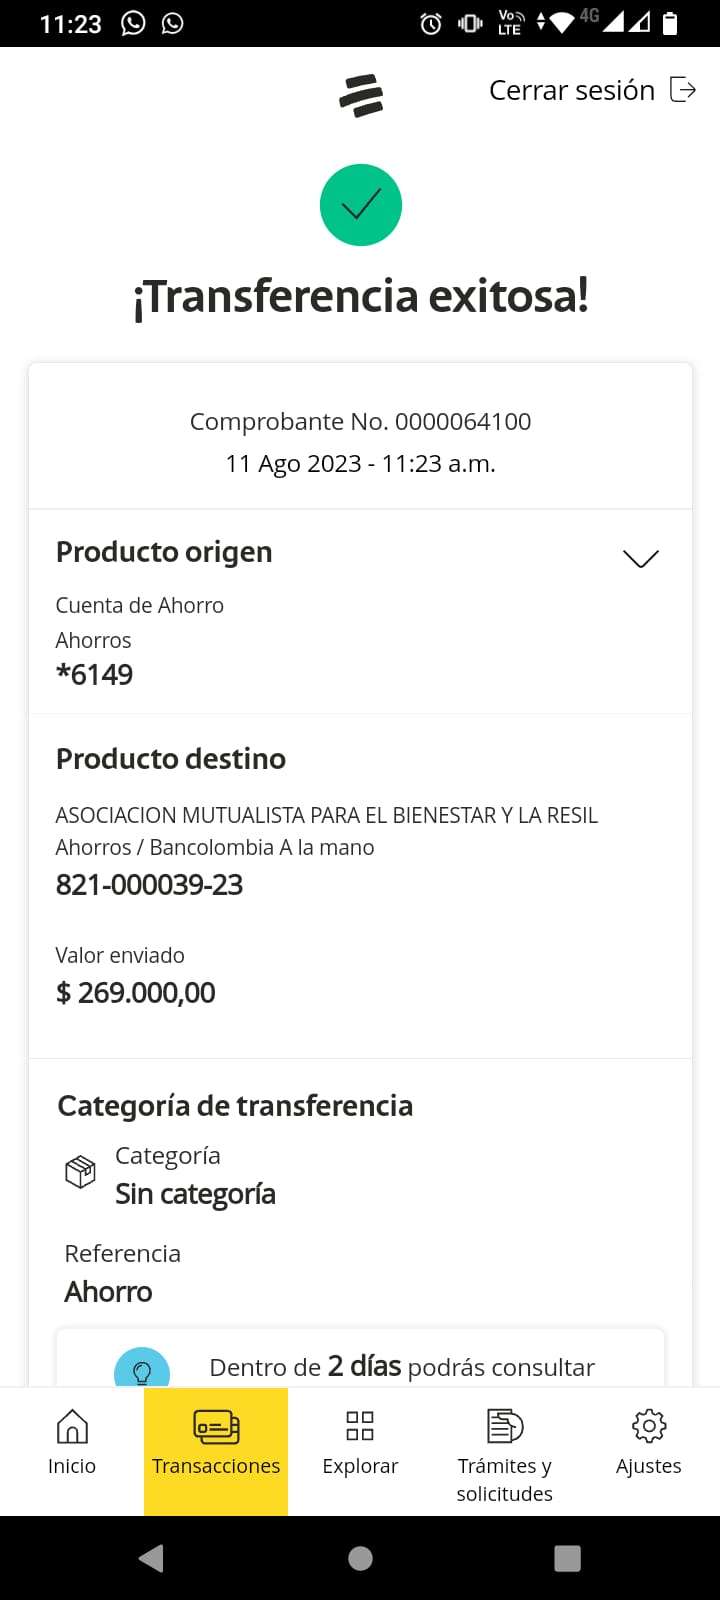 11:23
Vo LTE
4G
Cerrar sesión
¡Transferencia exitosa!
Comprobante No. 0000064100
11 Ago 2023 - 11:23 a.m.
Producto origen
Cuenta de Ahorro
Ahorros
*6149
Producto destino
ASOCIACION MUTUALISTA PARA EL BIENESTAR Y LA RESIL
Ahorros / Bancolombia A la mano
821-000039-23
Valor enviado
$ 269.000,00
Categoría de transferencia
Categoría
Sin categoría
Referencia
Ahorro
Dentro de 2 días podrás consultar
Inicio
Transacciones
Explorar
Trámites y
solicitudes
Ajustes